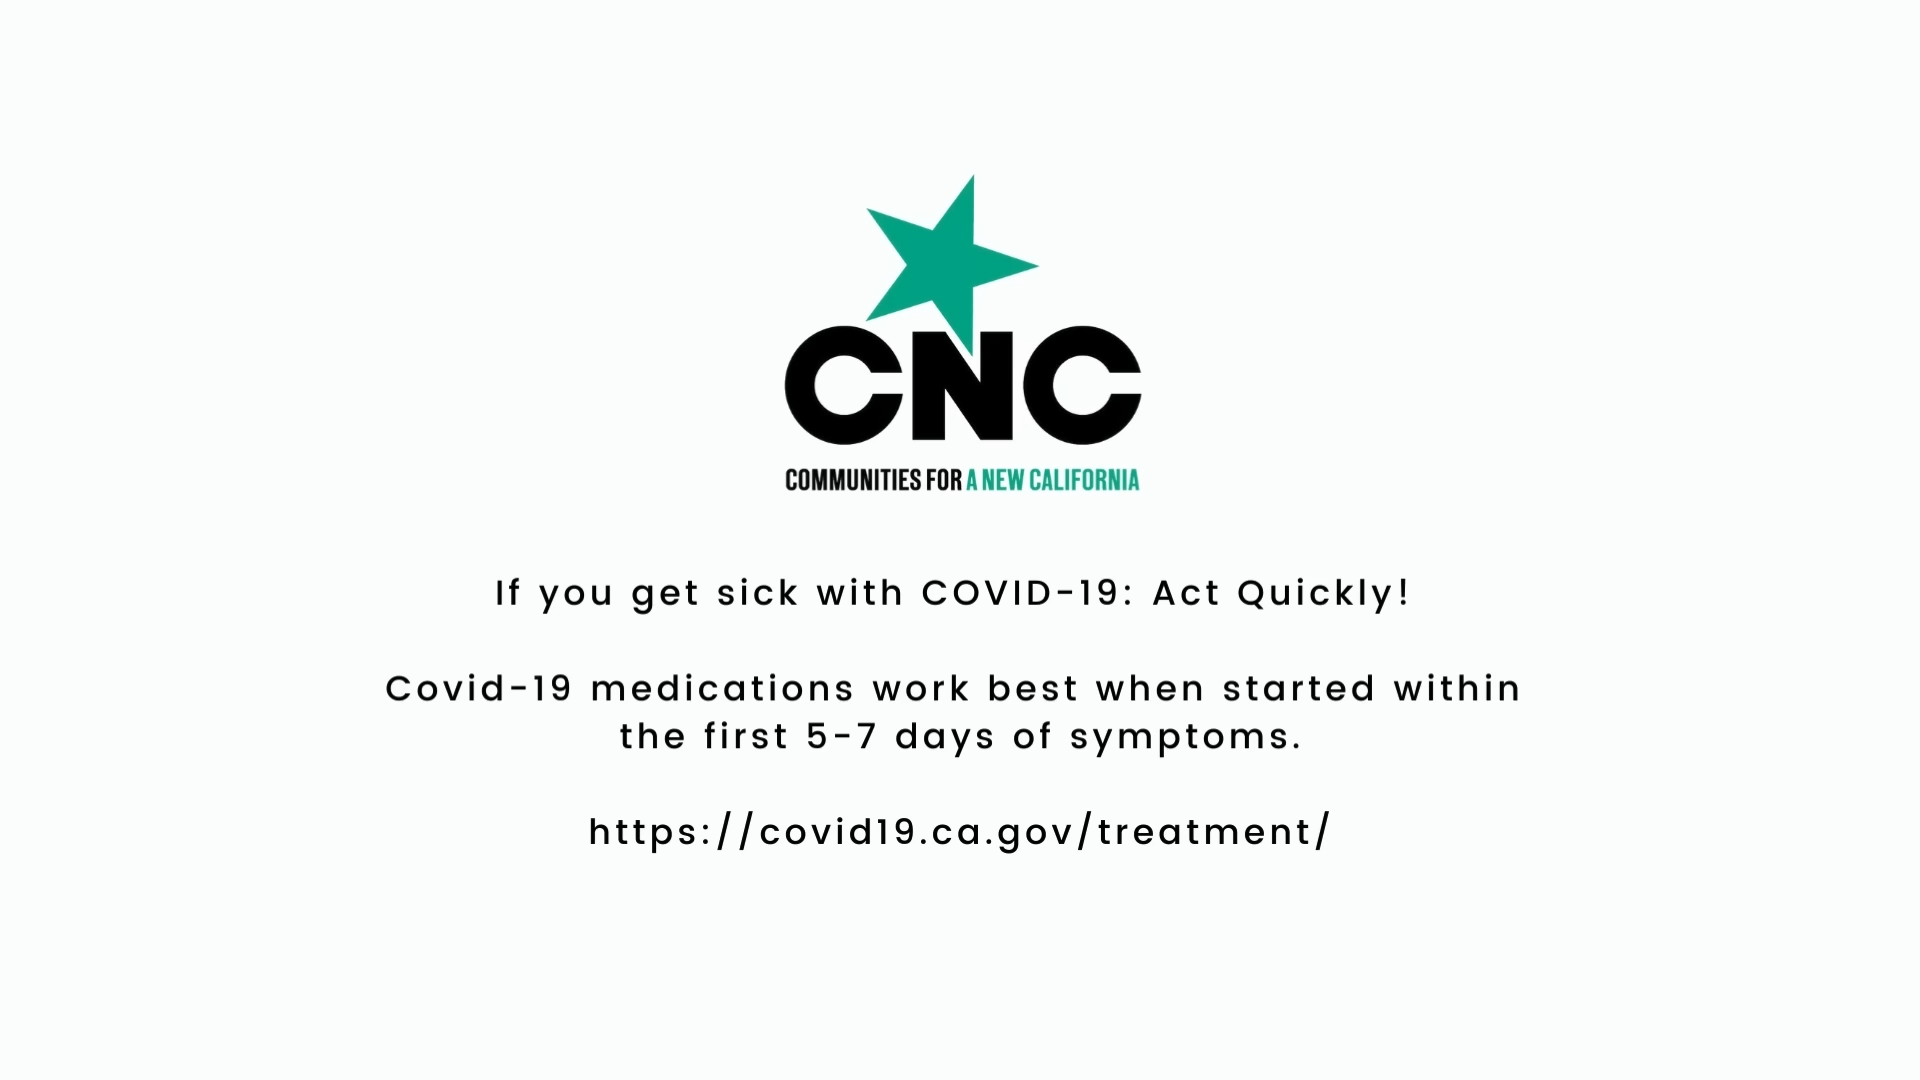 CNC
COMMUNITIES FOR A NEW CALIFORNIA
If you get sick with COVID-19: Act Quickly!
Covid-19 medications work best when started within
the first 5-7 days of symptoms.
https://covid19.ca.gov/treatment/